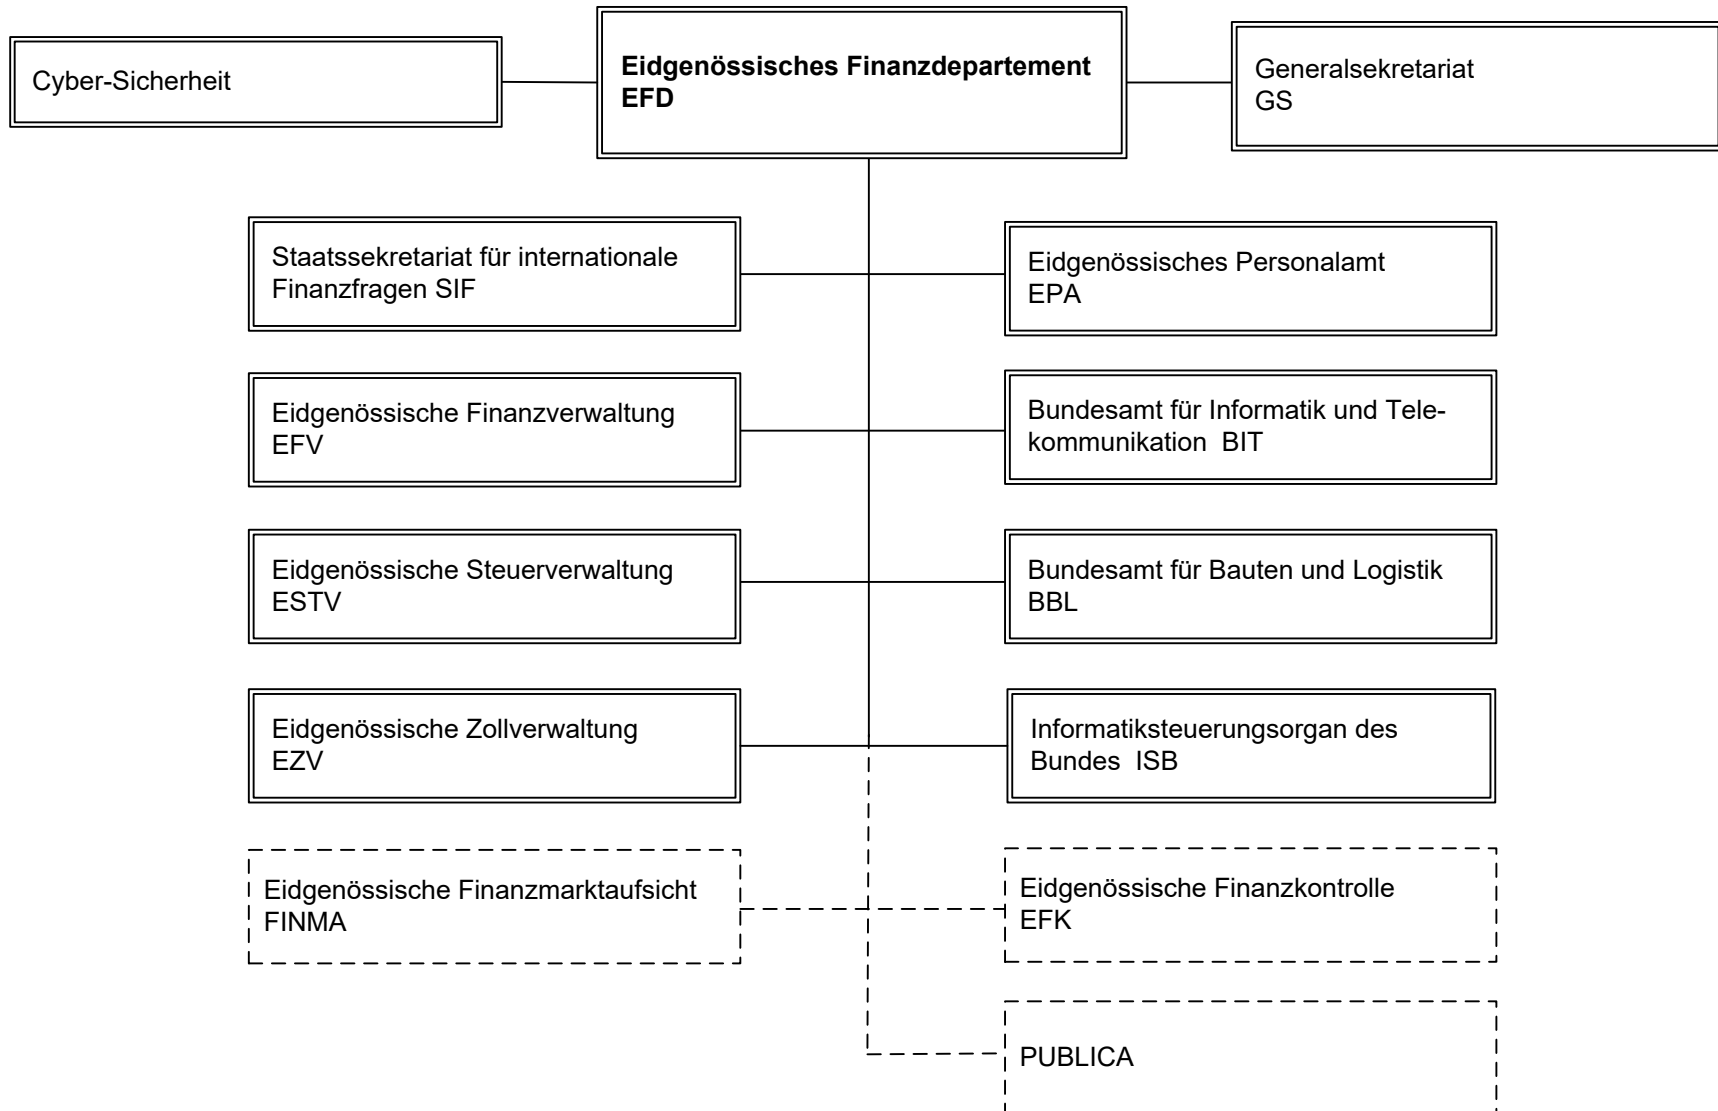 Cyber-Sicherheit
Eidgenössisches Finanzdepartement
EFD
Generalsekretariat
GS
Staatssekretariat für internationale
Finanzfragen SIF
Eidgenössisches Personalamt
EPA
Eidgenössische Finanzverwaltung
EFV
Bundesamt für Informatik und Tele-
kommunikation  BIT
Eidgenössische Steuerverwaltung
ESTV
Bundesamt für Bauten und Logistik
BBL
Eidgenössische Zollverwaltung
EZV
Informatiksteuerungsorgan des
Bundes  ISB
Eidgenössische Finanzmarktaufsicht
FINMA
Eidgenössische Finanzkontrolle
EFK
PUBLICA